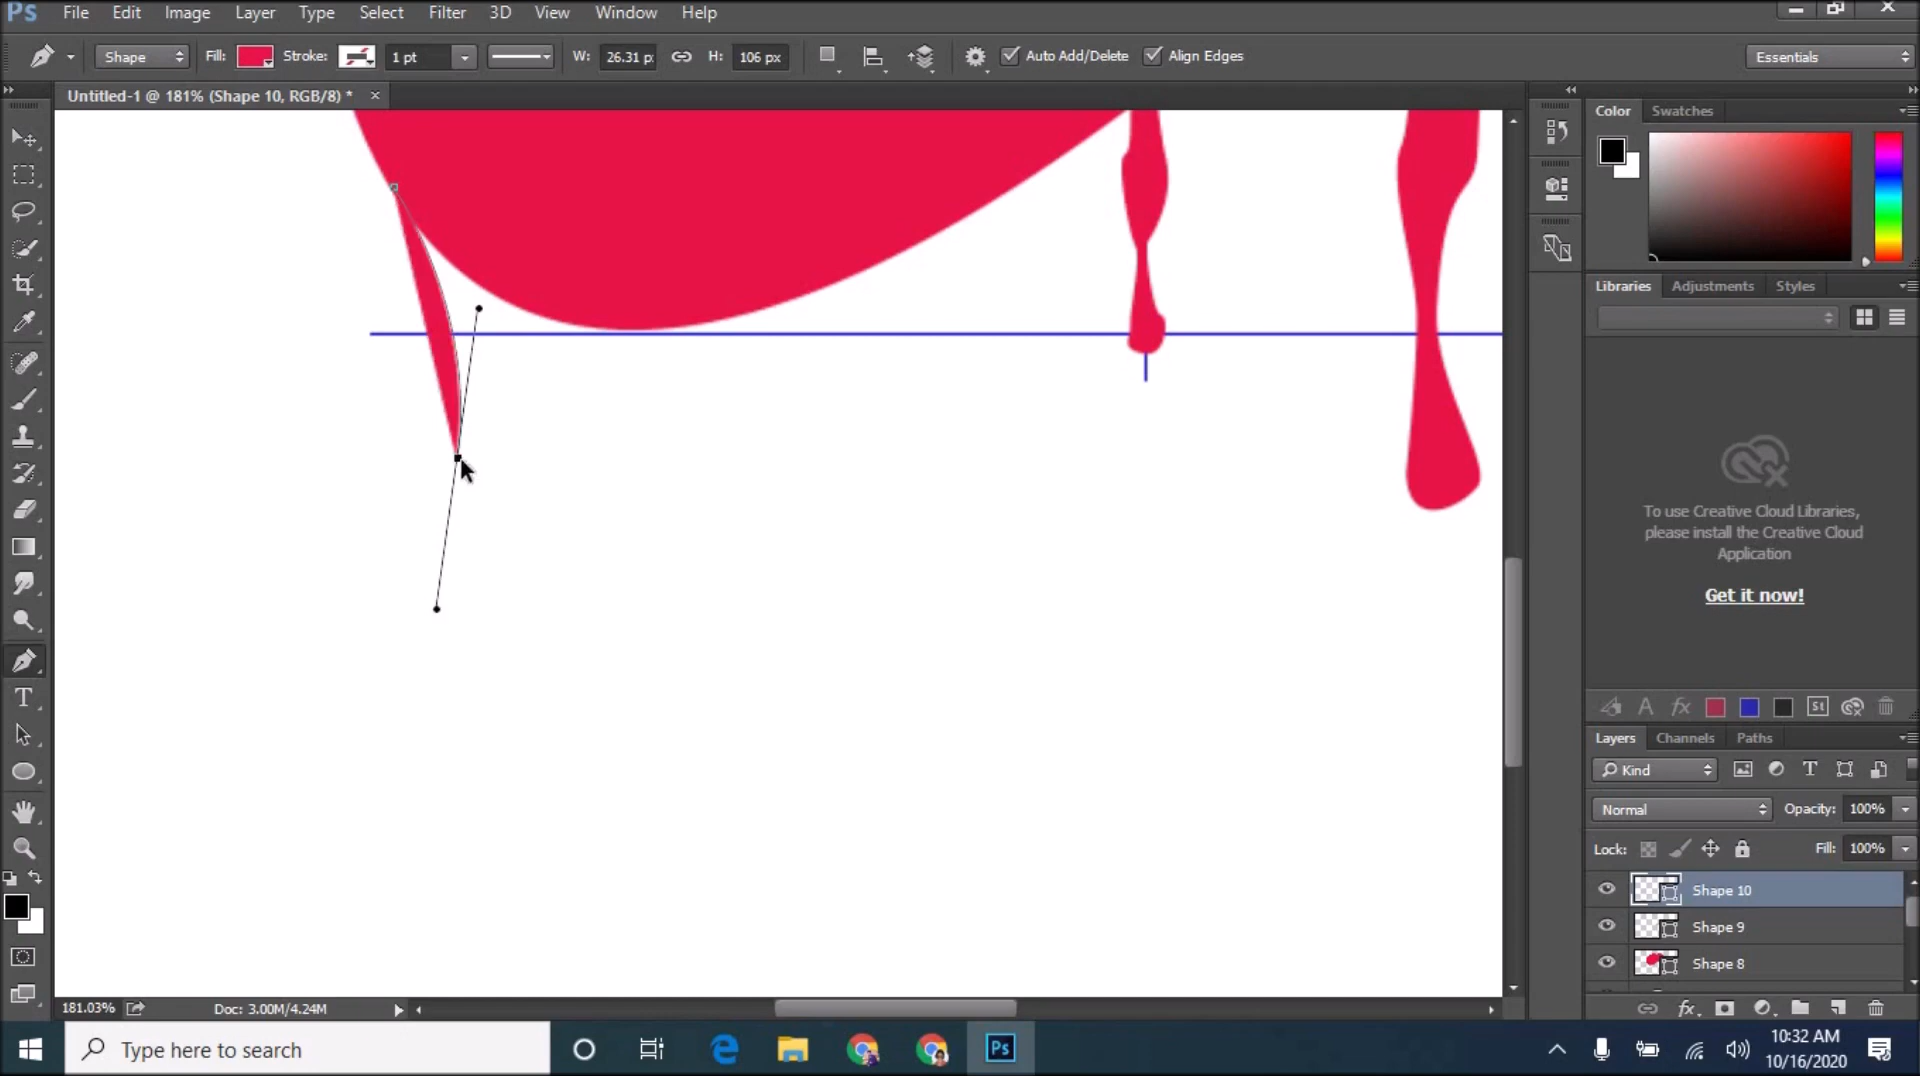 Ps File Edit Image Layer Type Select Filter 3D View Window Help
Shape Fill: Stroke: 1 pt W: 26.31 p: H: 106 px Auto Add/Delete Align Edges Essentials
Untitled-1 @ 181% (Shape 10, RGB/8) * ×
Color Swatches
Libraries Adjustments Styles
To use Creative Cloud Libraries,
please install the Creative Cloud
Application
Get it now!
A fx St
Layers Channels Paths
Kind T
Normal Opacity: 100%
Lock: Fill: 100%
Shape 10
Shape 9
Shape 8
fx
T
181.03% Doc: 3.00M/4.24M
Type here to search
Ps
10:32 AM
10/16/2020